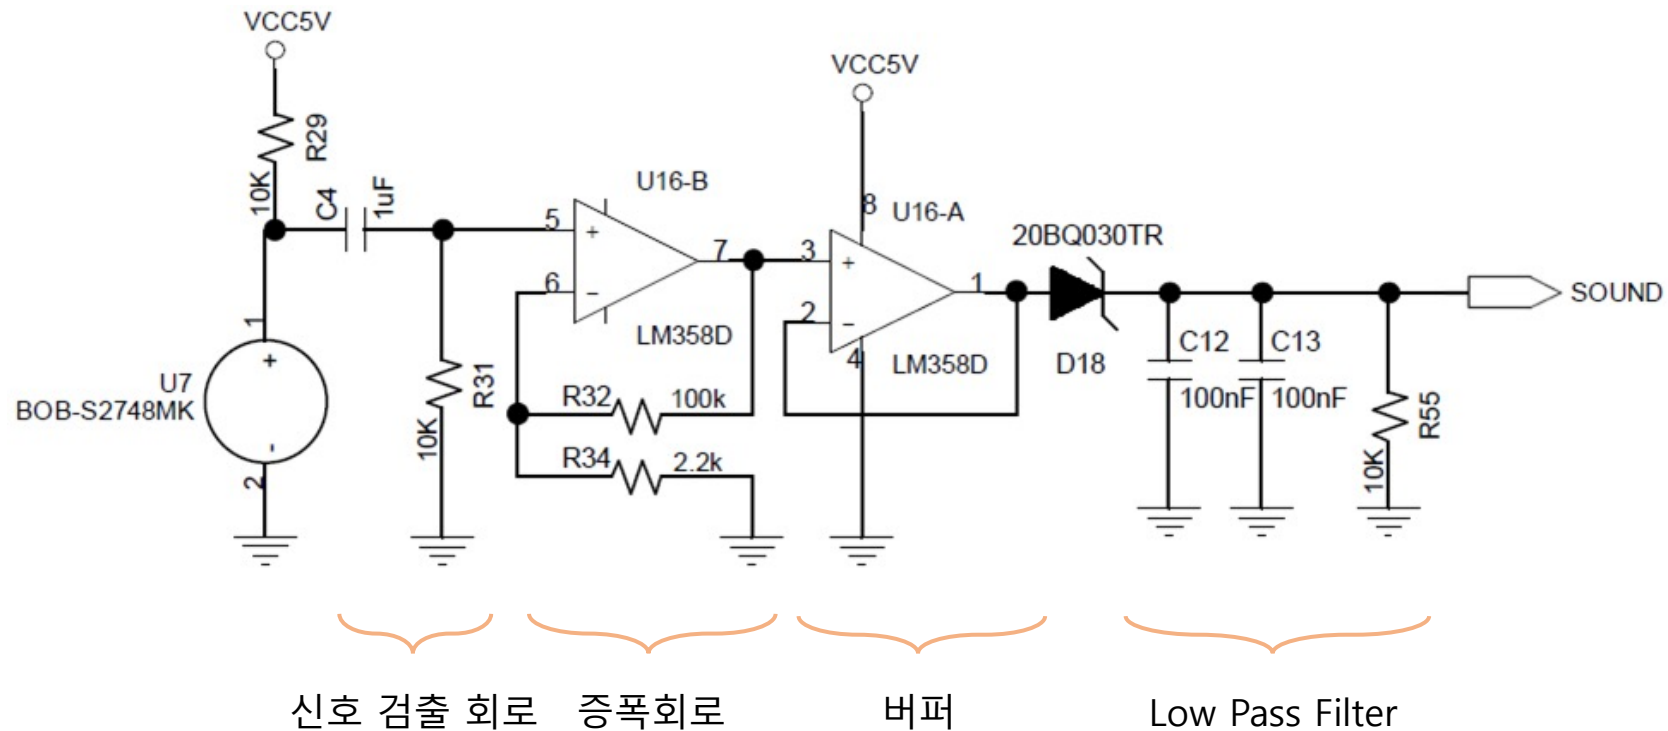 VCC5V
R29
10K
C4
1uF
1
+
-
2
U7
BOB-S2748MK
R31
10K
U16-B
5
+
6
-
7
LM358D
R32
100k
R34
2.2k
VCC5V
8
U16-A
3
+
2
-
1
4
LM358D
20BQ030TR
D18
C12
100nF
C13
100nF
R55
10K
SOUND
신호 검출 회로
증폭회로
버퍼
Low Pass Filter